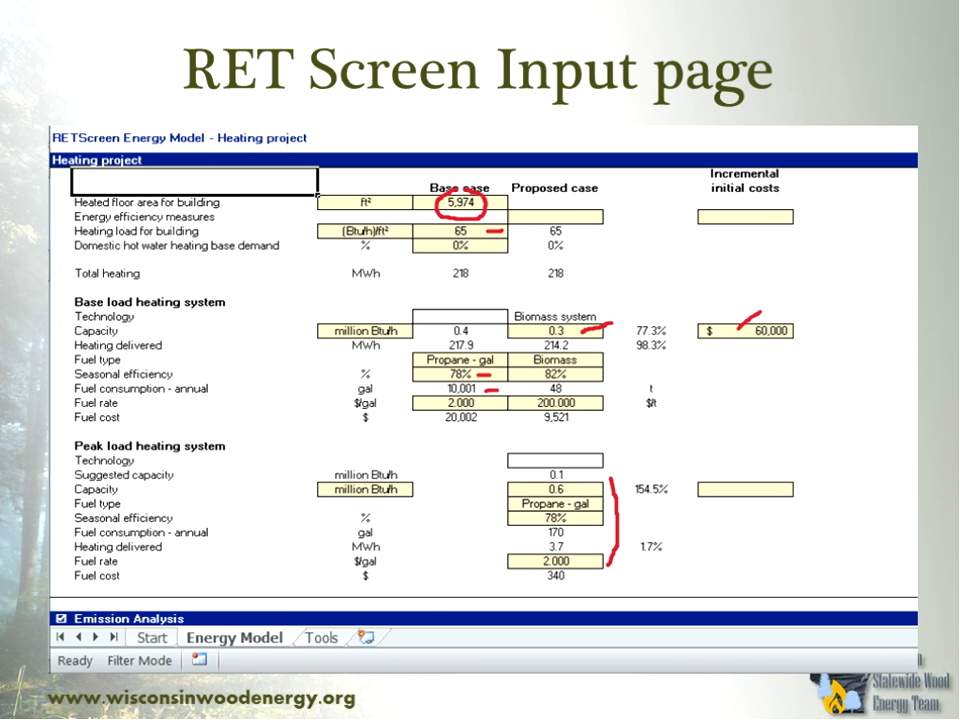 RET Screen Input page
RETScreen Energy Model - Heating project
Heating project
Incremental
Base case Proposed case initial costs
Heated floor area for building ft² 5,974
Energy efficiency measures
Heating load for building (Btu/h)/ft² 65 65
Domestic hot water heating base demand % 0% 0%
Total heating MWh 218 218
Base load heating system
Technology Biomass system
Capacity million Btu/h 0.4 0.3 77.3% $ 60,000
Heating delivered MWh 217.9 214.2 98.3%
Fuel type Propane - gal Biomass
Seasonal efficiency % 78% 82%
Fuel consumption - annual gal 10,001 48 t
Fuel rate $/gal 2.000 200.000 $/t
Fuel cost $ 20,002 9,521
Peak load heating system
Technology
Suggested capacity million Btu/h 0.1
Capacity million Btu/h 0.6 154.5%
Fuel type Propane - gal
Seasonal efficiency % 78%
Fuel consumption - annual gal 170
Heating delivered MWh 3.7 1.7%
Fuel rate $/gal 2.000
Fuel cost $ 340
Emission Analysis
Start Energy Model Tools
Ready Filter Mode
www.wisconsinwoodenergy.org
Statewide Wood
Energy Team